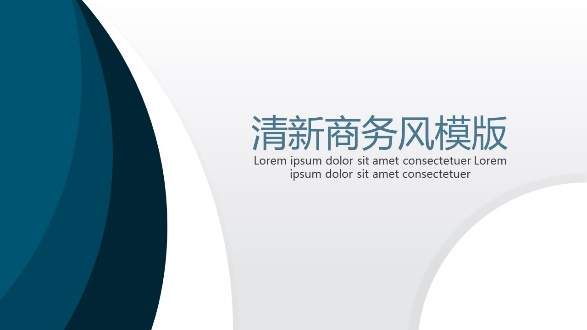 清新商务风模版
Lorem ipsum dolor sit amet consectetuer Lorem
ipsum dolor sit amet consectetuer